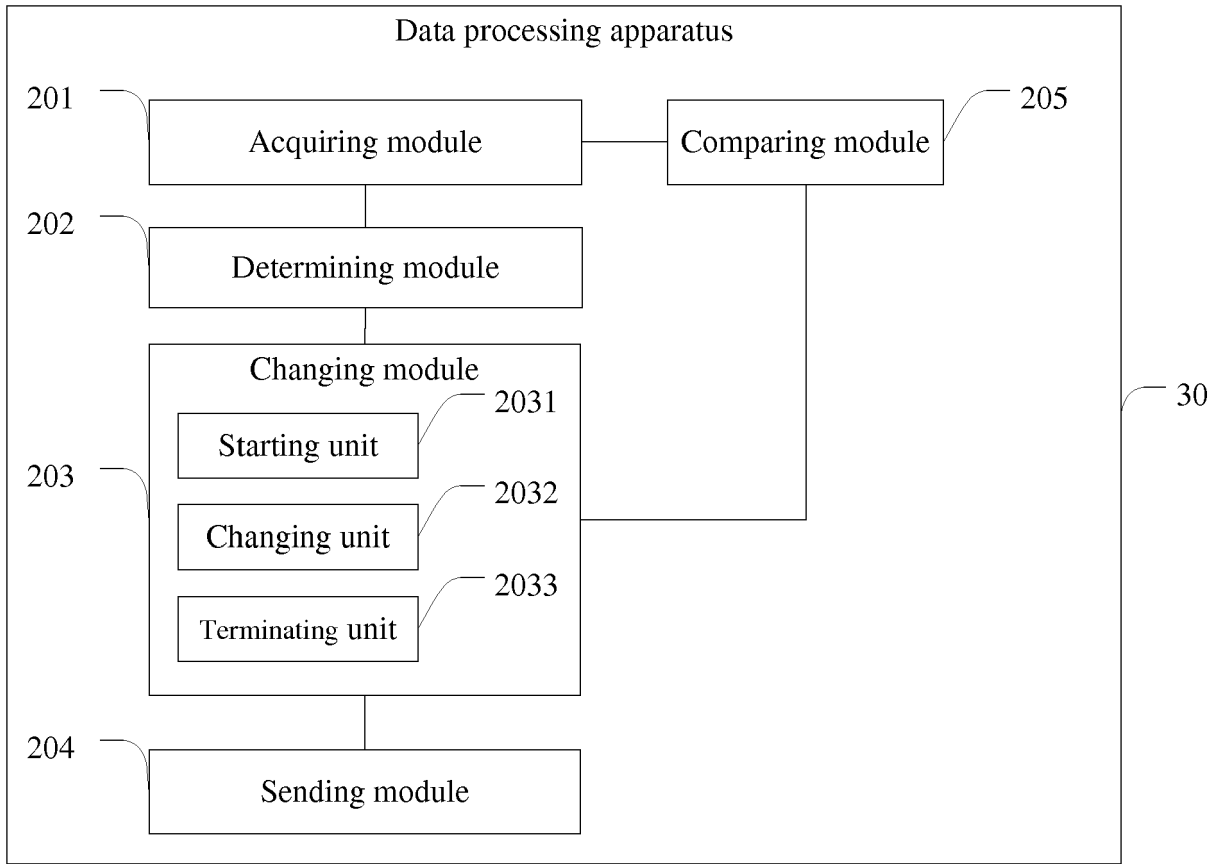 Data processing apparatus
201
Acquiring module
Comparing module
205
202
Determining module
203
Changing module
2031
Starting unit
2032
Changing unit
2033
Terminating unit
30
204
Sending module